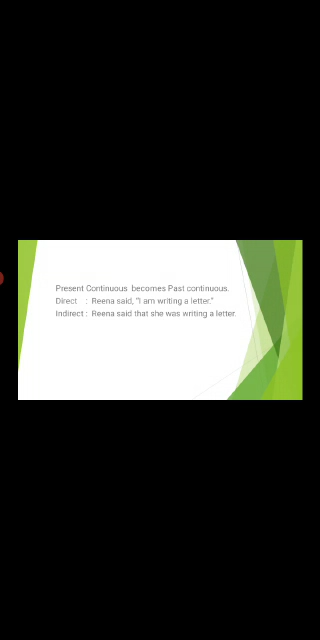 Present Continuous becomes Past continuous.
Direct : Reena said, "I am writing a letter."
Indirect : Reena said that she was writing a letter.